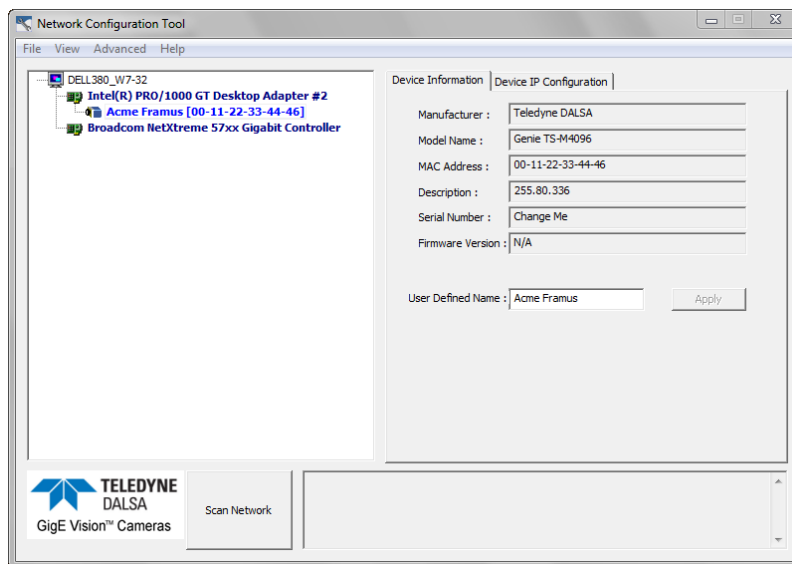 Network Configuration Tool
File View Advanced Help
DELL380_W7-32
Intel(R) PRO/1000 GT Desktop Adapter #2
Acme Framus [00-11-22-33-44-46]
Broadcom NetXtreme 57xx Gigabit Controller
Device Information Device IP Configuration
Manufacturer : Teledyne DALSA
Model Name : Genie TS-M4096
MAC Address : 00-11-22-33-44-46
Description : 255.80.336
Serial Number : Change Me
Firmware Version : N/A
User Defined Name : Acme Framus Apply
TELEDYNE
DALSA
GigE Vision™ Cameras
Scan Network